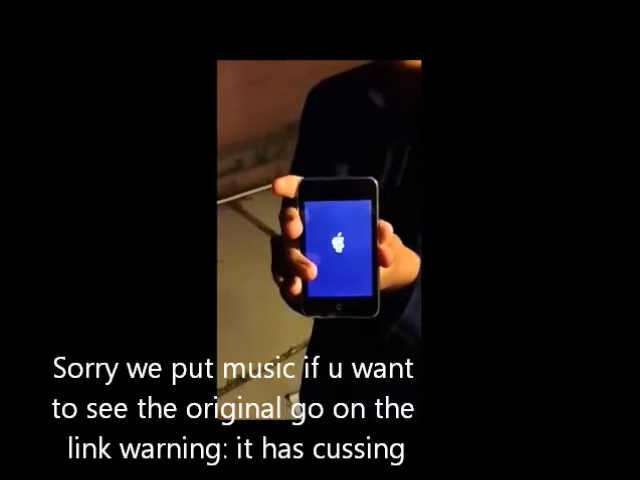 Sorry we put music if u want
to see the original go on the
link warning: it has cussing